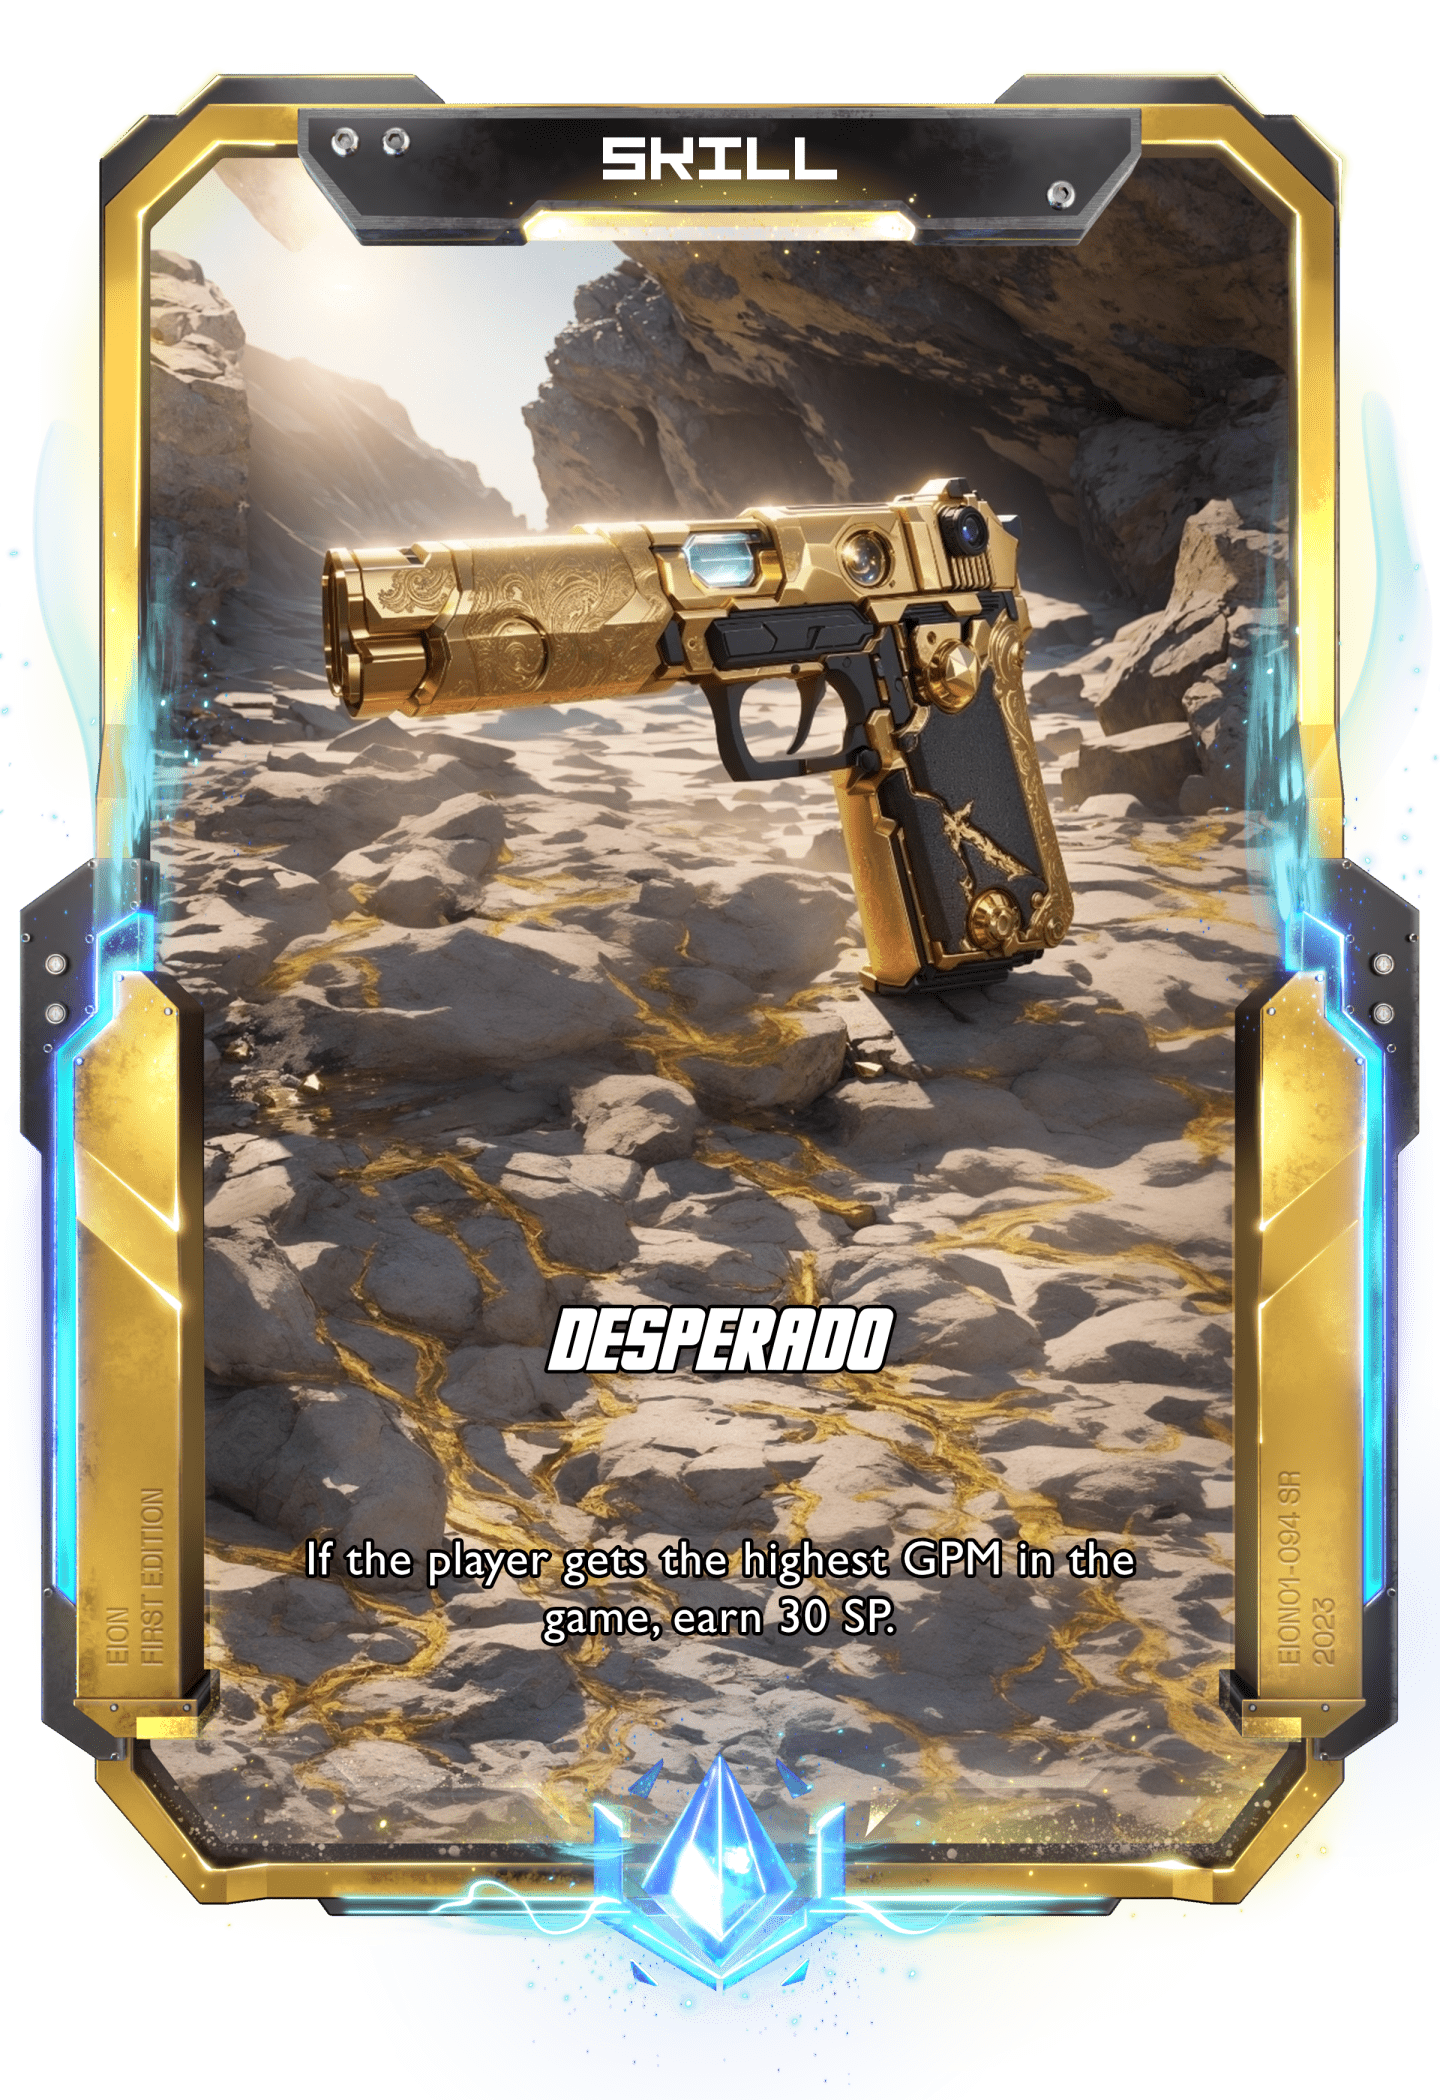 SKILL
DESPERADO
If the player gets the highest GPM in the
game, earn 30 SP.
EION
FIRST EDITION
EION01-094 SR
2023